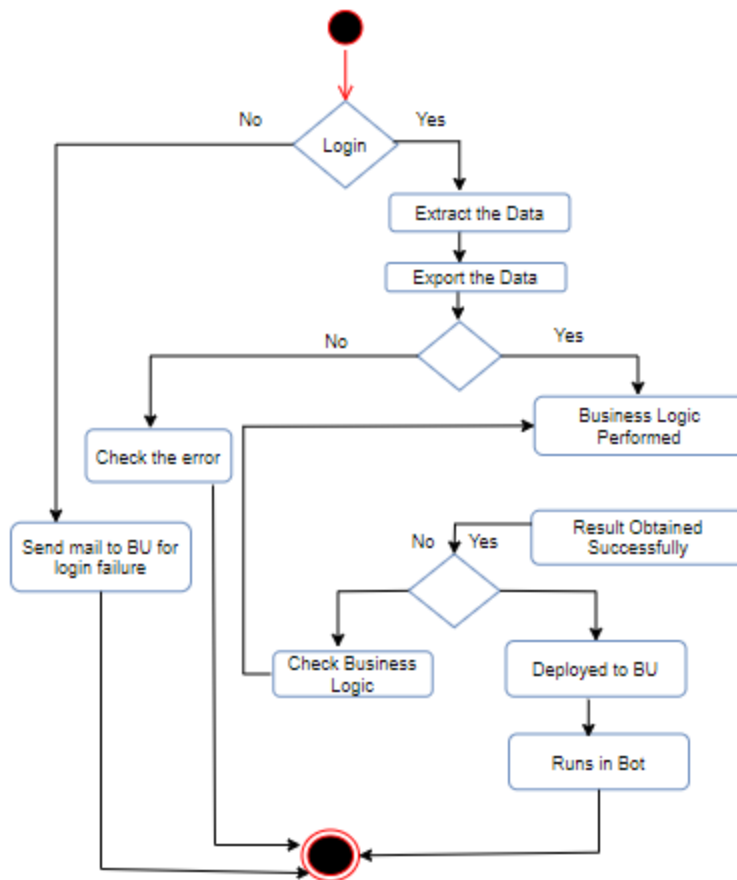 No
Yes
Login
Extract the Data
Export the Data
No
Yes
Business Logic
Performed
Check the error
Send mail to BU for
login failure
Result Obtained
Successfully
No
Yes
Check Business
Logic
Deployed to BU
Runs in Bot